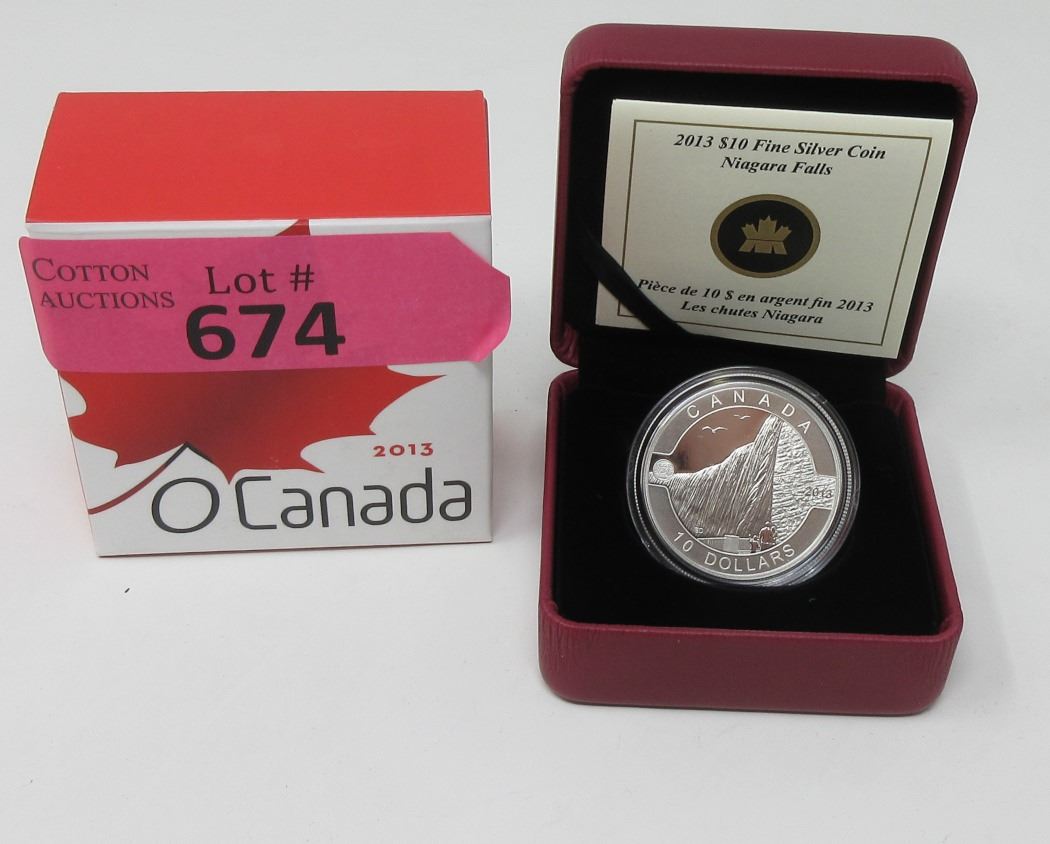 COTTON
AUCTIONS
Lot #
674
2013
O Canada
2013 $10 Fine Silver Coin
Niagara Falls
Pièce de 10 $ en argent fin 2013
Les chutes Niagara
CANADA
2013
10 DOLLARS